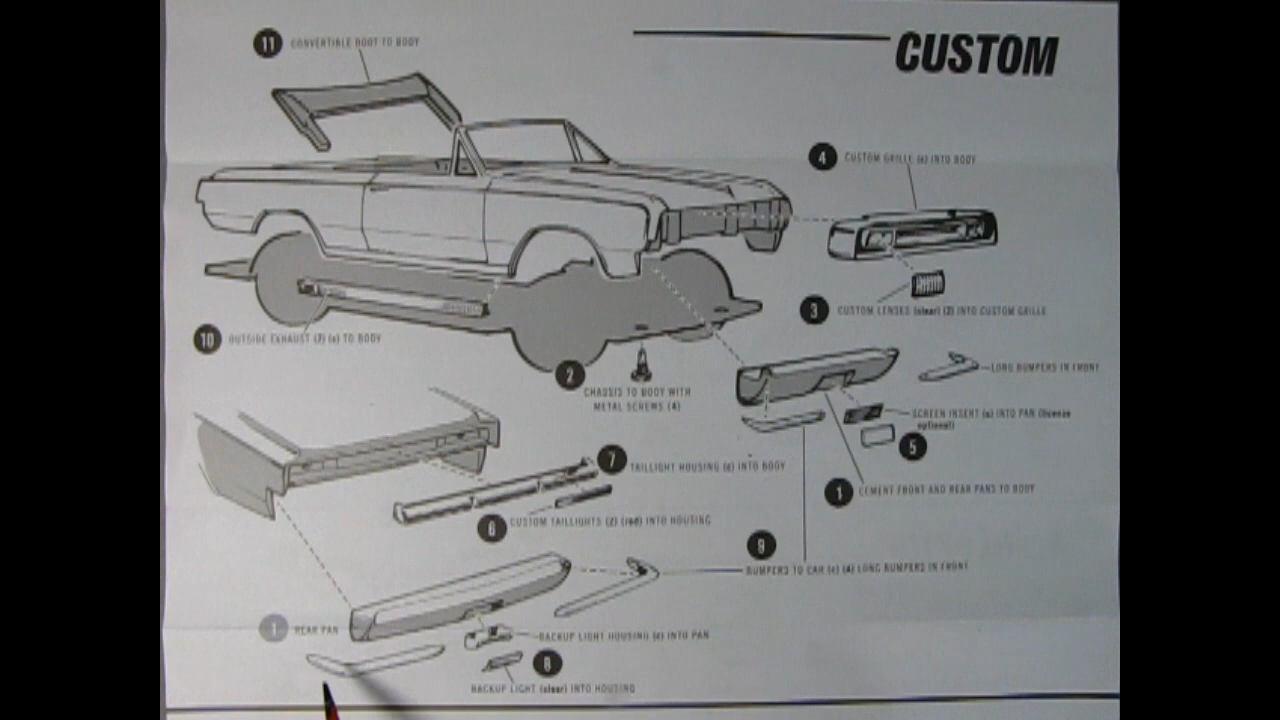 CUSTOM
11 CONVERTIBLE BOOT TO BODY
4 CUSTOM GRILLE (c) INTO BODY
3 CUSTOM LENSES (clear) (2) INTO CUSTOM GRILLE
10 OUTSIDE EXHAUST (2) (c) TO BODY
2 CHASSIS TO BODY WITH
METAL SCREWS (4)
LONG BUMPERS IN FRONT
SCREEN INSERT (c) INTO PAN (license
optional)
5
7 TAILLIGHT HOUSING (c) INTO BODY
1 CEMENT FRONT AND REAR PANS TO BODY
6 CUSTOM TAILLIGHTS (2) (red) INTO HOUSING
9 BUMPERS TO CAR (c) (4) LONG BUMPERS IN FRONT
1 REAR PAN
BACKUP LIGHT HOUSING (c) INTO PAN
8
BACKUP LIGHT (clear) INTO HOUSING